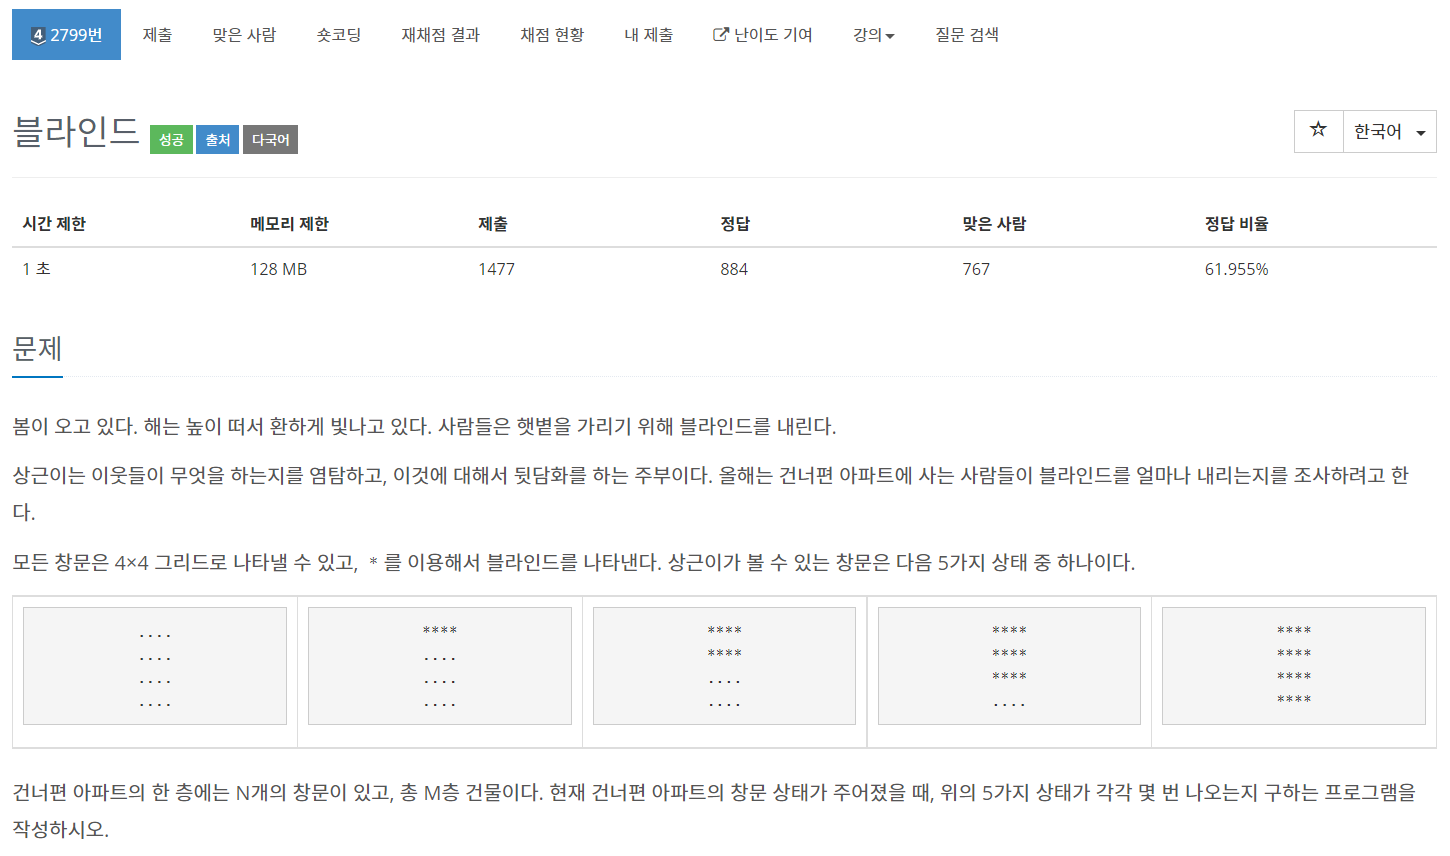 4 2799번 제출 맞은 사람 숏코딩 재채점 결과 채점 현황 내 제출 난이도 기여 강의 질문 검색
블라인드 성공 출처 다국어 ☆ 한국어
시간 제한 메모리 제한 제출 정답 맞은 사람 정답 비율
1 초 128 MB 1477 884 767 61.955%
문제
봄이 오고 있다. 해는 높이 떠서 환하게 빛나고 있다. 사람들은 햇볕을 가리기 위해 블라인드를 내린다.
상근이는 이웃들이 무엇을 하는지를 염탐하고, 이것에 대해서 뒷담화를 하는 주부이다. 올해는 건너편 아파트에 사는 사람들이 블라인드를 얼마나 내리는지를 조사하려고 한
다.
모든 창문은 4×4 그리드로 나타낼 수 있고, * 를 이용해서 블라인드를 나타낸다. 상근이가 볼 수 있는 창문은 다음 5가지 상태 중 하나이다.
.... **** **** **** ****
.... .... **** **** ****
.... .... .... **** ****
.... .... .... .... ****
건너편 아파트의 한 층에는 N개의 창문이 있고, 총 M층 건물이다. 현재 건너편 아파트의 창문 상태가 주어졌을 때, 위의 5가지 상태가 각각 몇 번 나오는지 구하는 프로그램을
작성하시오.